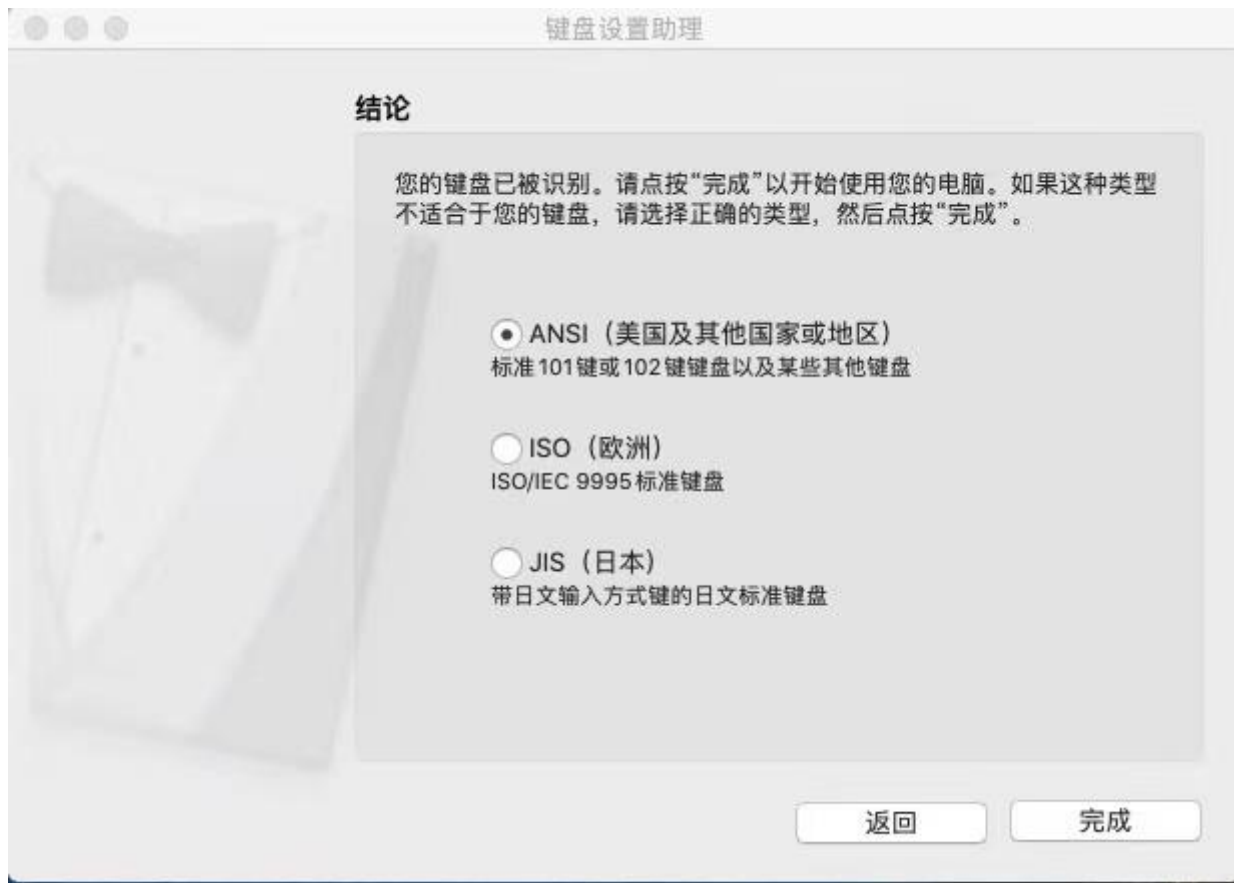 键盘设置助理
结论
您的键盘已被识别。请点按“完成”以开始使用您的电脑。如果这种类型
不适合于您的键盘，请选择正确的类型，然后点按“完成”。
ANSI（美国及其他国家或地区）
标准101键或102键键盘以及某些其他键盘
ISO（欧洲）
ISO/IEC 9995标准键盘
JIS（日本）
带日文输入方式键的日文标准键盘
返回
完成